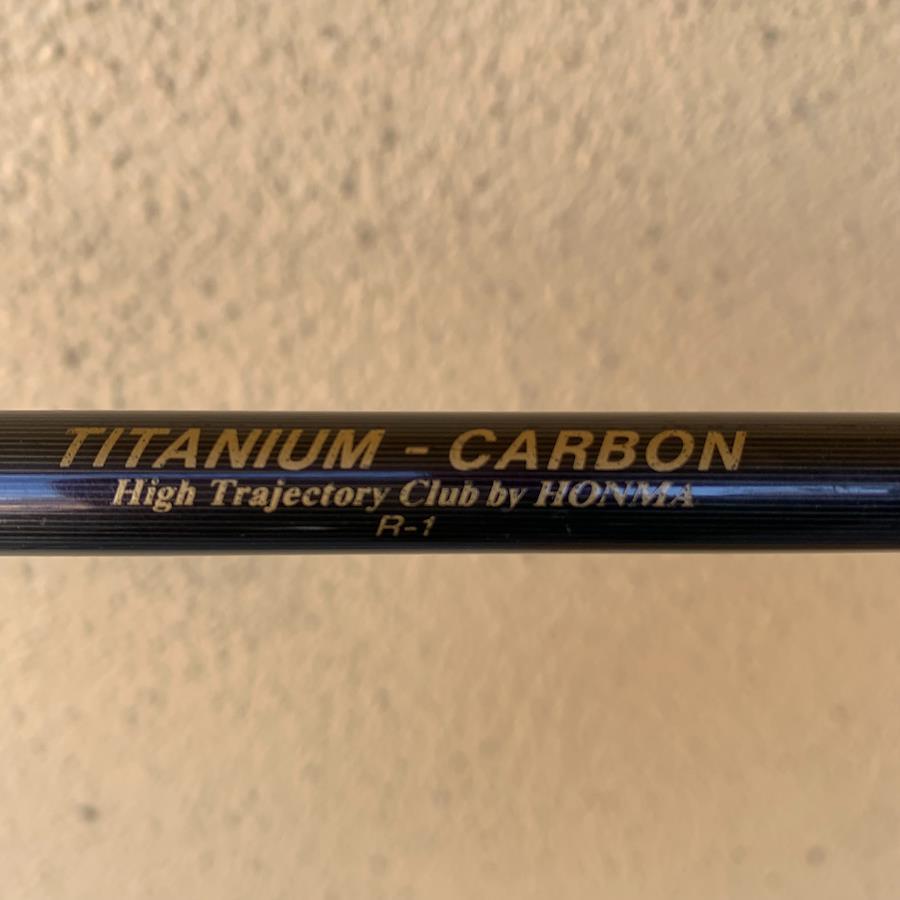 TITANIUM - CARBON
High Trajectory Club by HONMA
R-1